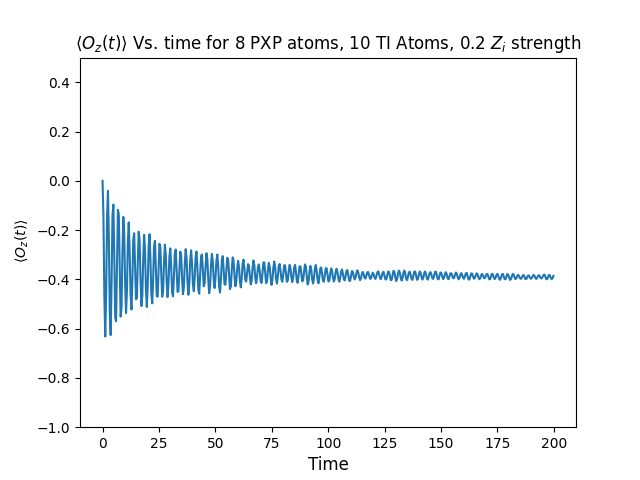 ⟨O_z(t)⟩ Vs. time for 8 PXP atoms, 10 TI Atoms, 0.2 Z_i strength
0.4
0.2
0.0
−0.2
−0.4
−0.6
−0.8
−1.0
⟨O_z(t)⟩
0 25 50 75 100 125 150 175 200
Time